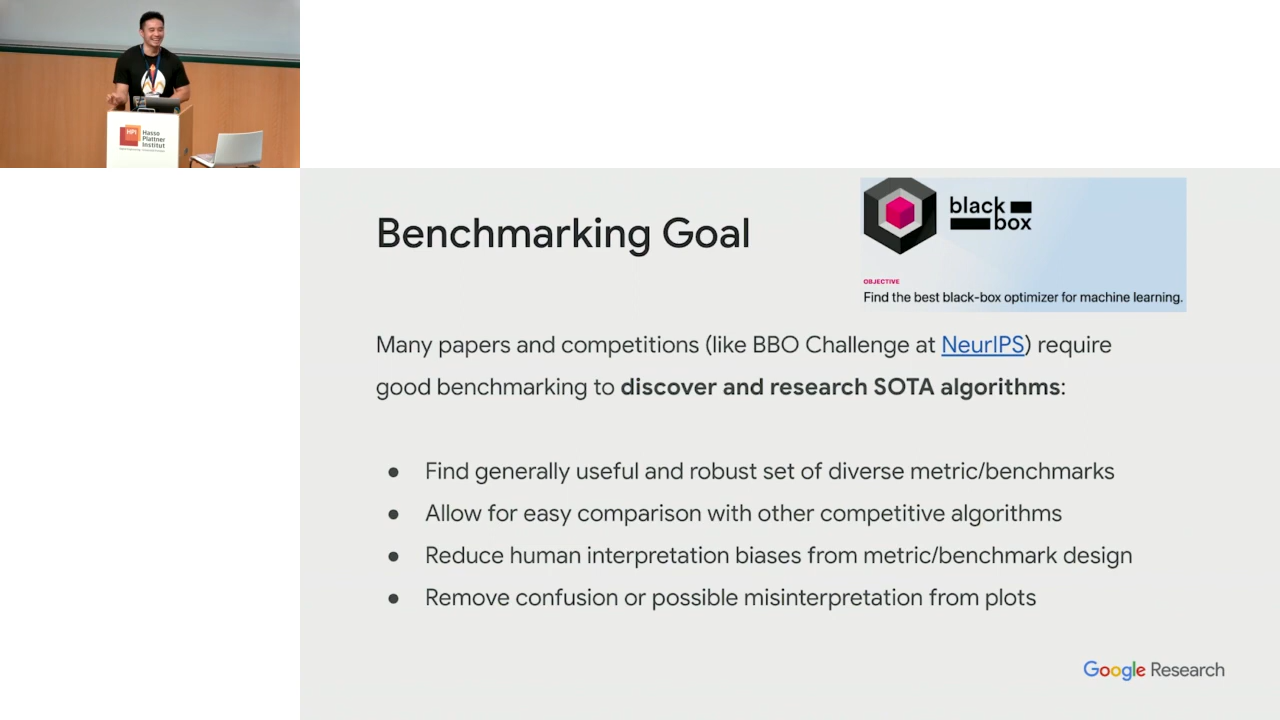 HPI
Hasso
Plattner
Institut
Benchmarking Goal
black
box
OBJECTIVE
Find the best black-box optimizer for machine learning.
Many papers and competitions (like BBO Challenge at NeurIPS) require
good benchmarking to discover and research SOTA algorithms:
● Find generally useful and robust set of diverse metric/benchmarks
● Allow for easy comparison with other competitive algorithms
● Reduce human interpretation biases from metric/benchmark design
● Remove confusion or possible misinterpretation from plots
Google Research